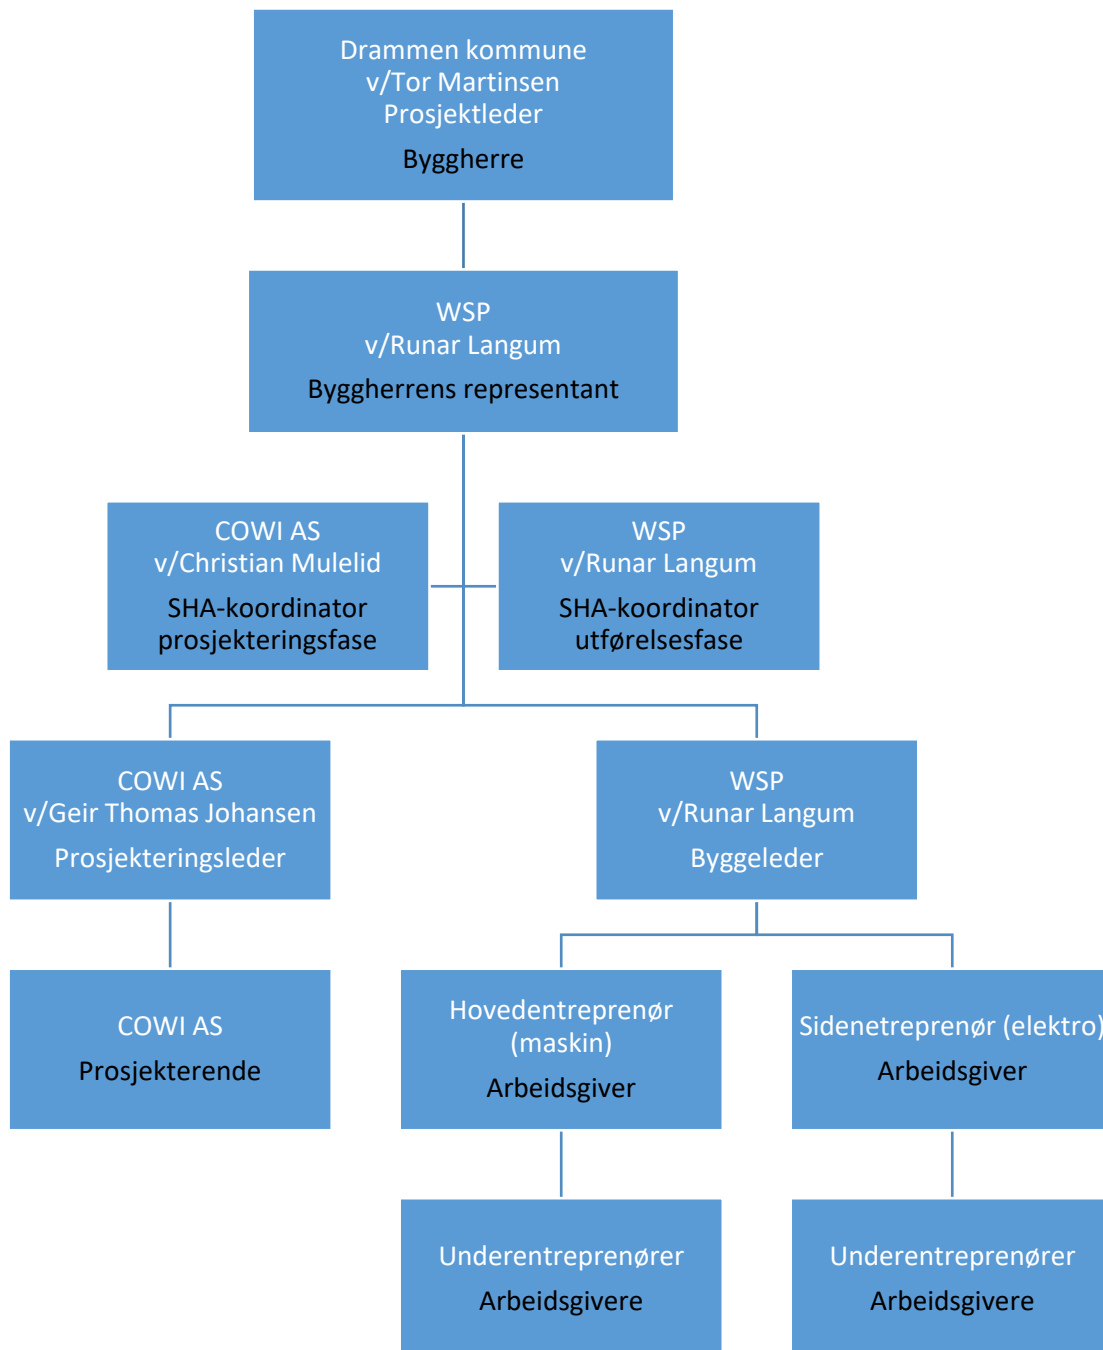 Drammen kommune
v/Tor Martinsen
Prosjektleder
Byggherre
WSP
v/Runar Langum
Byggherrens representant
COWI AS
v/Christian Mulelid
SHA-koordinator
prosjekteringsfase
WSP
v/Runar Langum
SHA-koordinator
utførelsesfase
COWI AS
v/Geir Thomas Johansen
Prosjekteringsleder
WSP
v/Runar Langum
Byggeleder
COWI AS
Prosjekterende
Hovedentreprenør
(maskin)
Arbeidsgiver
Sidenetreprenør (elektro)
Arbeidsgiver
Underentreprenører
Arbeidsgivere
Underentreprenører
Arbeidsgivere